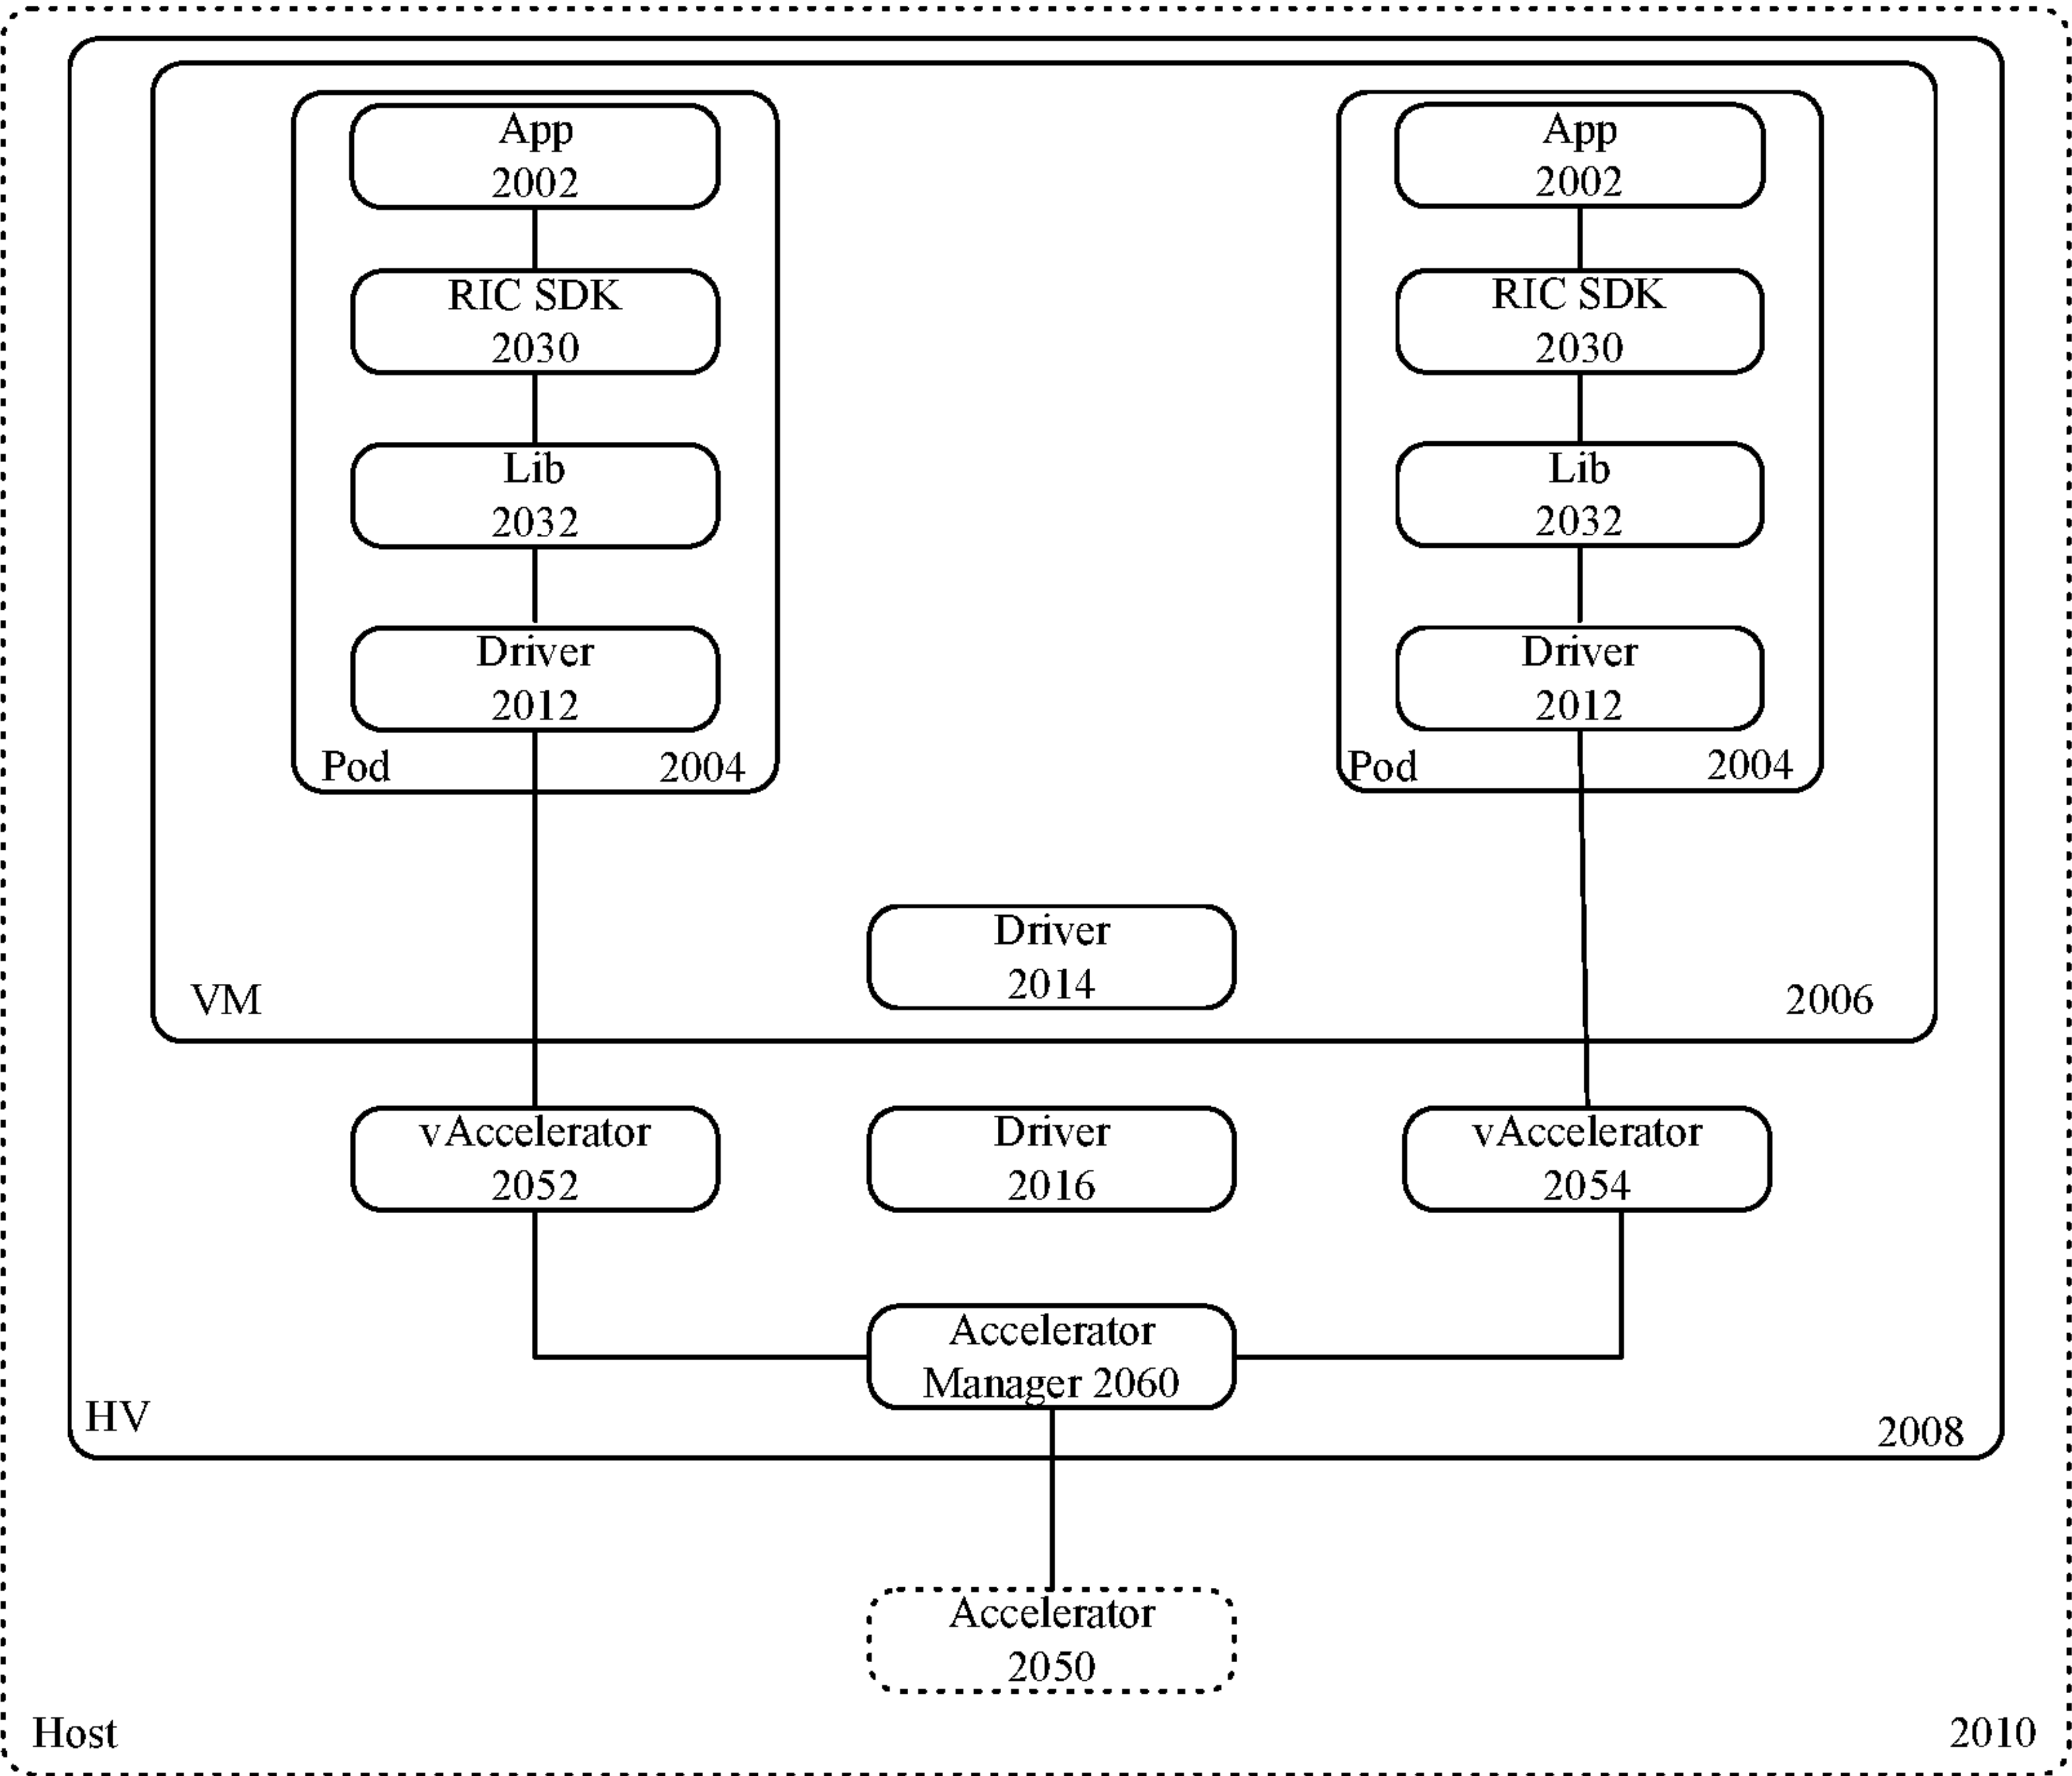 App
2002
RIC SDK
2030
Lib
2032
Driver
2012
Pod 2004
App
2002
RIC SDK
2030
Lib
2032
Driver
2012
Pod 2004
Driver
2014
VM 2006
vAccelerator
2052
Driver
2016
vAccelerator
2054
Accelerator
Manager 2060
HV 2008
Accelerator
2050
Host 2010